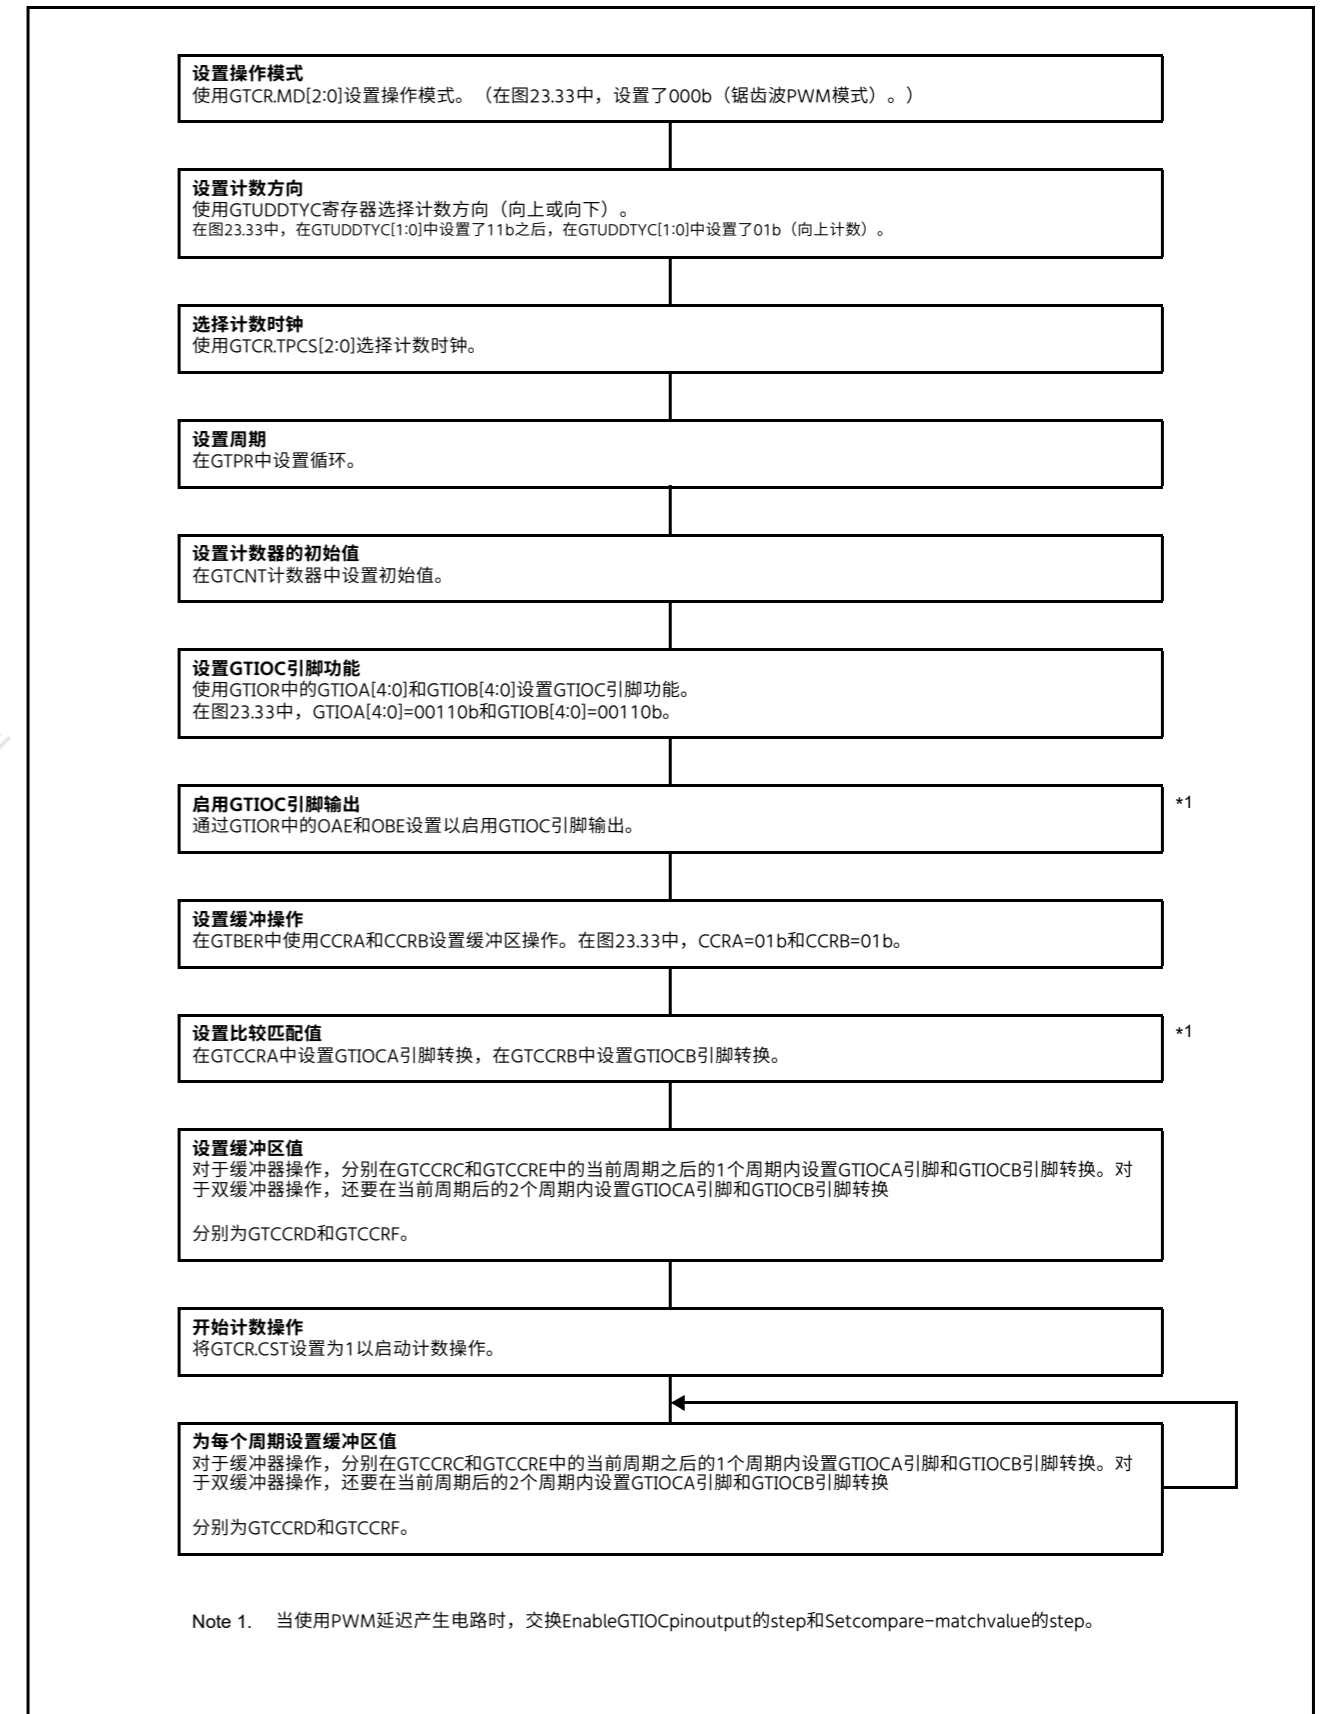 设置操作模式
使用GTCR.MD[2:0]设置操作模式。（在图23.33中，设置了000b（锯齿波PWM模式）。）
设置计数方向
使用GTUDDTYC寄存器选择计数方向（向上或向下）。
在图23.33中，在GTUDDTYC[1:0]中设置了11b之后，在GTUDDTYC[1:0]中设置了01b（向上计数）。
选择计数时钟
使用GTCR.TPCS[2:0]选择计数时钟。
设置周期
在GTPR中设置循环。
设置计数器的初始值
在GTCNT计数器中设置初始值。
设置GTIOC引脚功能
使用GTIOR中的GTIOA[4:0]和GTIOB[4:0]设置GTIOC引脚功能。
在图23.33中，GTIOA[4:0]=00110b和GTIOB[4:0]=00110b。
启用GTIOC引脚输出
*1
通过GTIOR中的OAE和OBE设置以启用GTIOC引脚输出。
设置缓冲操作
在GTBER中使用CCRA和CCRB设置缓冲区操作。在图23.33中，CCRA=01b和CCRB=01b。
设置比较匹配值
*1
在GTCCRA中设置GTIOCA引脚转换，在GTCCRB中设置GTIOCB引脚转换。
设置缓冲区值
对于缓冲器操作，分别在GTCCRC和GTCCRE中的当前周期之后的1个周期内设置GTIOCA引脚和GTIOCB引脚转换。对
于双缓冲器操作，还要在当前周期后的2个周期内设置GTIOCA引脚和GTIOCB引脚转换
分别为GTCCRD和GTCCRF。
开始计数操作
将GTCR.CST设置为1以启动计数操作。
为每个周期设置缓冲区值
对于缓冲器操作，分别在GTCCRC和GTCCRE中的当前周期之后的1个周期内设置GTIOCA引脚和GTIOCB引脚转换。对
于双缓冲器操作，还要在当前周期后的2个周期内设置GTIOCA引脚和GTIOCB引脚转换
分别为GTCCRD和GTCCRF。
Note 1. 当使用PWM延迟产生电路时，交换EnableGTIOCpinoutput的step和Setcompare-matchvalue的step。